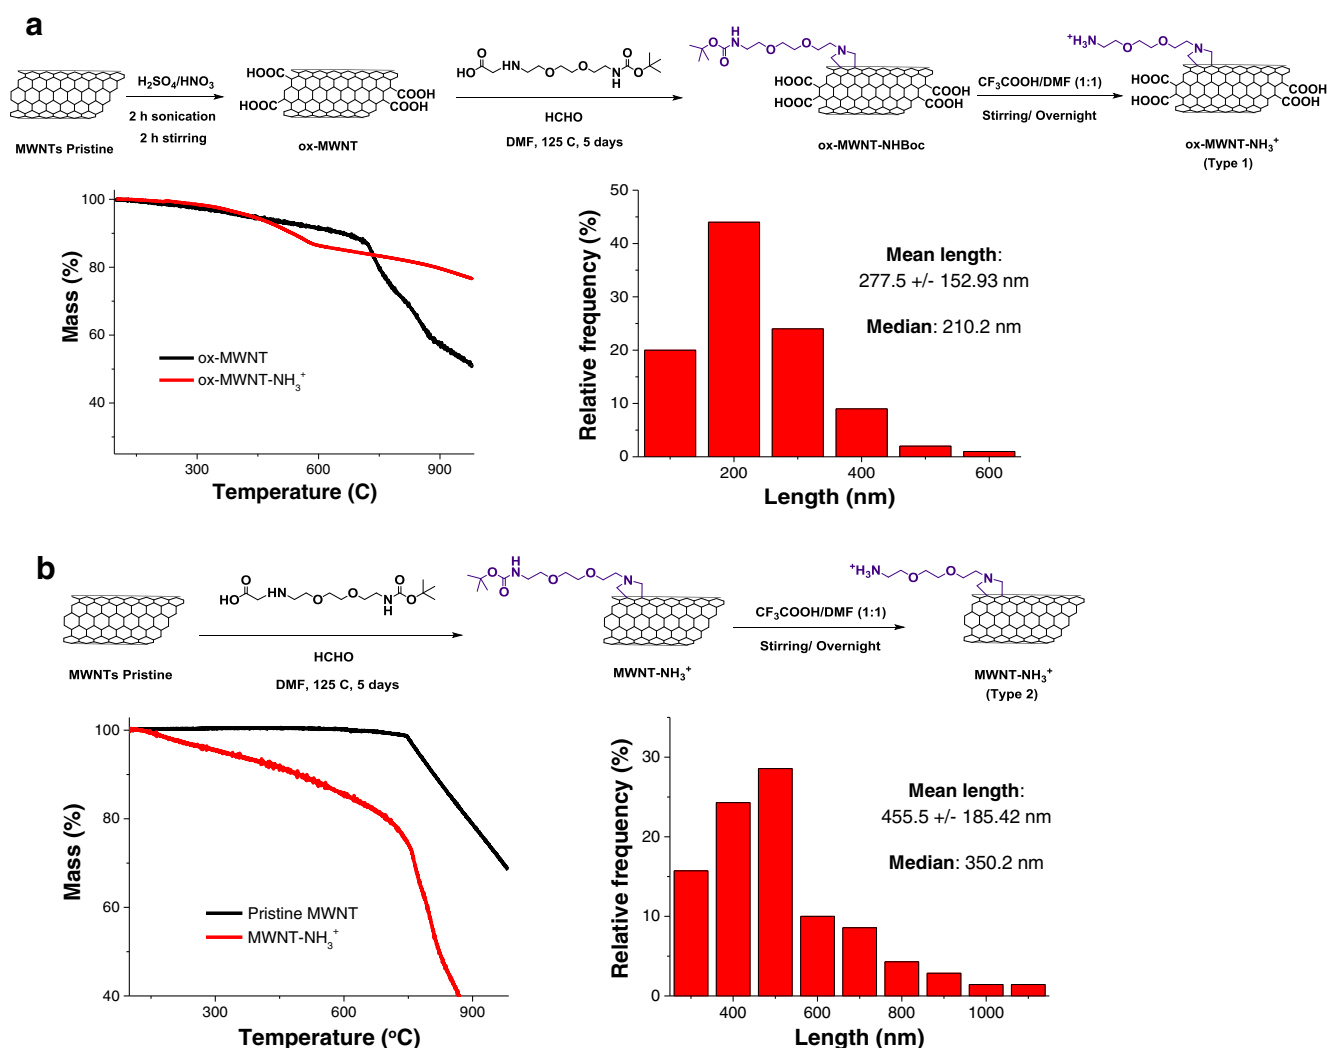 a
MWNTs Pristine
H2SO4/HNO3
2 h sonication
2 h stirring
HOOC
HOOC
COOH
COOH
ox-MWNT
O
HO
HN
O
O
H
N
O
O
HCHO
DMF, 125 C, 5 days
O
O
H
N
O
O
N
HOOC
HOOC
COOH
COOH
ox-MWNT-NHBoc
CF3COOH/DMF (1:1)
Stirring/ Overnight
+H3N
O
O
N
HOOC
HOOC
COOH
COOH
ox-MWNT-NH3+
(Type 1)
Mass (%)
100
80
60
40
ox-MWNT
ox-MWNT-NH3+
300
600
900
Temperature (C)
Relative frequency (%)
50
40
30
20
10
0
Mean length:
277.5 +/- 152.93 nm
Median: 210.2 nm
200
400
600
Length (nm)
b
MWNTs Pristine
O
HO
HN
O
O
N
H
O
O
HCHO
DMF, 125 C, 5 days
O
O
H
N
O
O
N
MWNT-NH3+
CF3COOH/DMF (1:1)
Stirring/ Overnight
+H3N
O
O
N
MWNT-NH3+
(Type 2)
Mass (%)
100
80
60
40
Pristine MWNT
MWNT-NH3+
300
600
900
Temperature (oC)
Relative frequency (%)
30
20
10
0
Mean length:
455.5 +/- 185.42 nm
Median: 350.2 nm
400
600
800
1000
Length (nm)